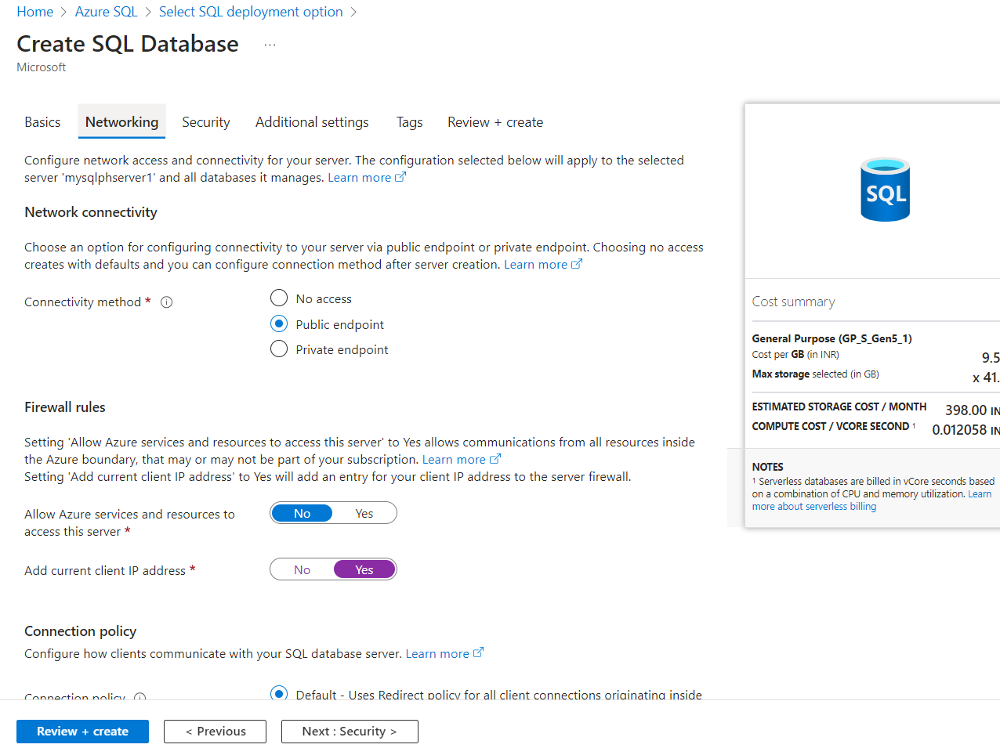 Home > Azure SQL > Select SQL deployment option >
Create SQL Database ...
Microsoft
Basics Networking Security Additional settings Tags Review + create
Configure network access and connectivity for your server. The configuration selected below will apply to the selected
server 'mysqlphserver1' and all databases it manages. Learn more
Network connectivity
Choose an option for configuring connectivity to your server via public endpoint or private endpoint. Choosing no access
creates with defaults and you can configure connection method after server creation. Learn more
Connectivity method *
No access
Public endpoint
Private endpoint
Firewall rules
Setting 'Allow Azure services and resources to access this server' to Yes allows communications from all resources inside
the Azure boundary, that may or may not be part of your subscription. Learn more
Setting 'Add current client IP address' to Yes will add an entry for your client IP address to the server firewall.
Allow Azure services and resources to
access this server *
No Yes
Add current client IP address *
No Yes
Connection policy
Configure how clients communicate with your SQL database server. Learn more
Connection policy
Default - Uses Redirect policy for all client connections originating inside
Review + create
< Previous
Next : Security >
SQL
Cost summary
General Purpose (GP_S_Gen5_1)
Cost per GB (in INR) 9.5
Max storage selected (in GB) x 41.
ESTIMATED STORAGE COST / MONTH 398.00 IN
COMPUTE COST / VCORE SECOND ¹ 0.012058 IN
NOTES
¹ Serverless databases are billed in vCore seconds based
on a combination of CPU and memory utilization. Learn
more about serverless billing